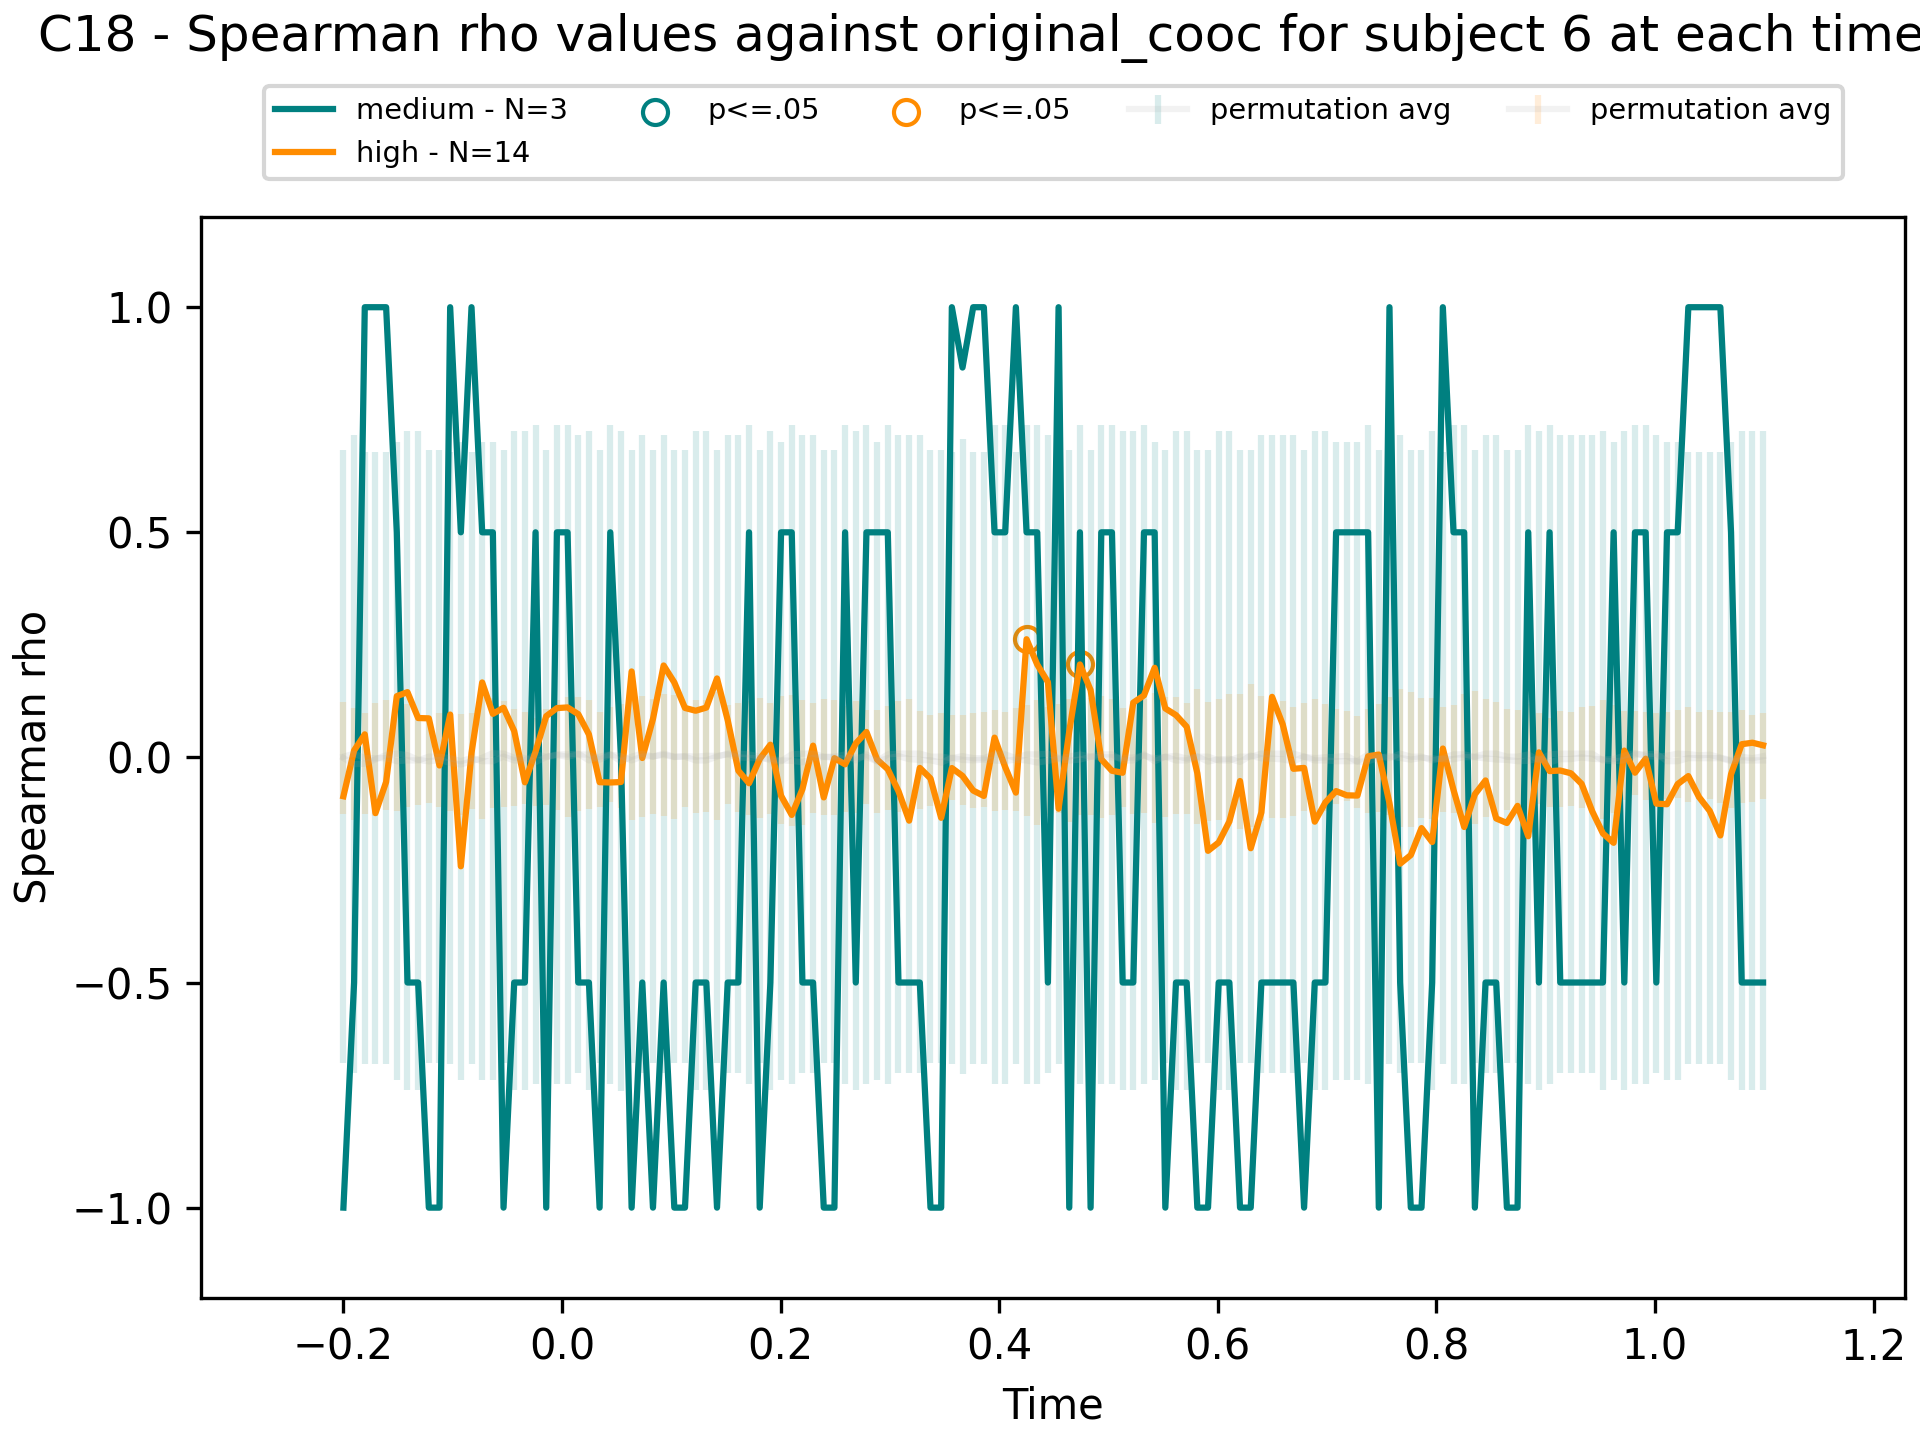 C18 - Spearman rho values against original_cooc for subject 6 at each time
medium - N=3
high - N=14
p<=.05
p<=.05
permutation avg
permutation avg
Spearman rho
1.0
0.5
0.0
−0.5
−1.0
−0.2 0.0 0.2 0.4 0.6 0.8 1.0 1.2
Time